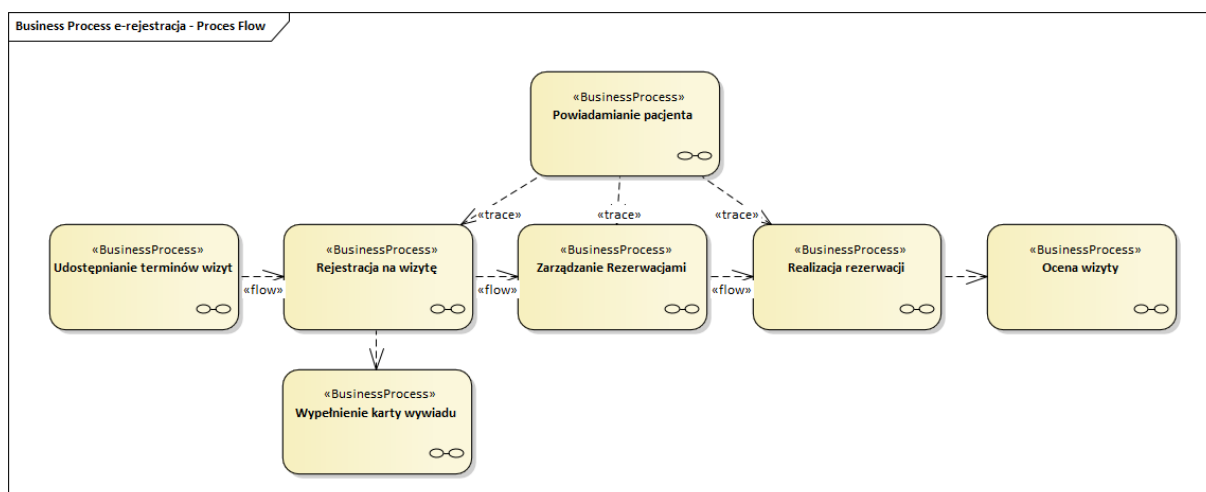 Business Process e-rejestracja - Proces Flow
«BusinessProcess»
Powiadamianie pacjenta
«trace»
«trace»
«trace»
«BusinessProcess»
Udostępnianie terminów wizyt
«flow»
«BusinessProcess»
Rejestracja na wizytę
«flow»
«BusinessProcess»
Zarządzanie Rezerwacjami
«flow»
«BusinessProcess»
Realizacja rezerwacji
«BusinessProcess»
Ocena wizyty
«BusinessProcess»
Wypełnienie karty wywiadu